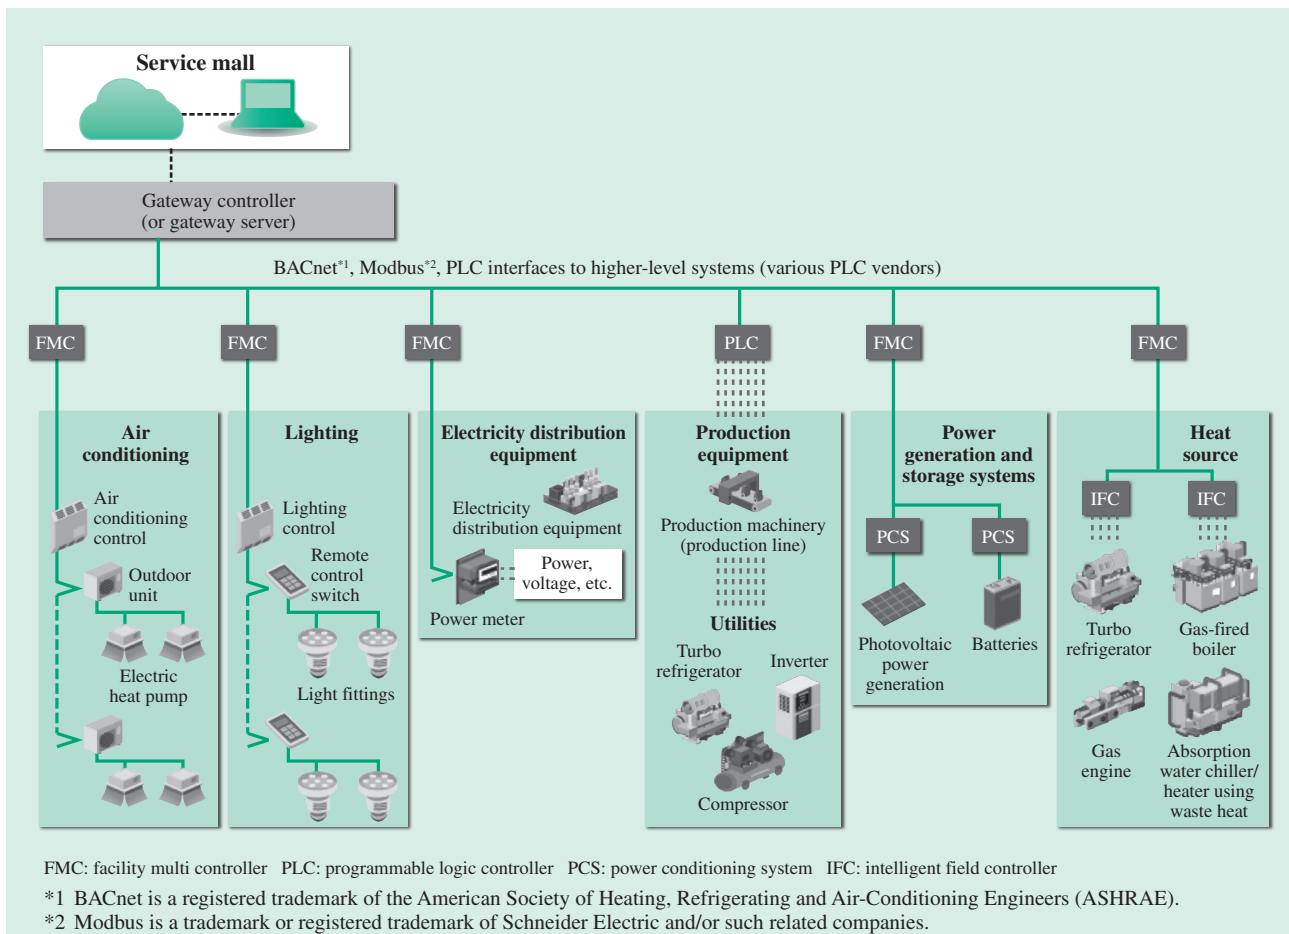 Service mall
Gateway controller
(or gateway server)
BACnet*1, Modbus*2, PLC interfaces to higher-level systems (various PLC vendors)
FMC
FMC
FMC
PLC
FMC
FMC
Air
conditioning
Air
conditioning
control
Outdoor
unit
Electric
heat pump
Lighting
Lighting
control
Remote
control
switch
Light fittings
Electricity distribution
equipment
Electricity
distribution equipment
Power,
voltage, etc.
Power meter
Production
equipment
Production machinery
(production line)
Utilities
Turbo
refrigerator
Inverter
Compressor
Power
generation and
storage systems
PCS
PCS
Photovoltaic
power
generation
Batteries
Heat
source
IFC
IFC
Turbo
refrigerator
Gas-fired
boiler
Gas
engine
Absorption
water chiller/
heater using
waste heat
FMC: facility multi controller PLC: programmable logic controller PCS: power conditioning system IFC: intelligent field controller
*1 BACnet is a registered trademark of the American Society of Heating, Refrigerating and Air-Conditioning Engineers (ASHRAE).
*2 Modbus is a trademark or registered trademark of Schneider Electric and/or such related companies.